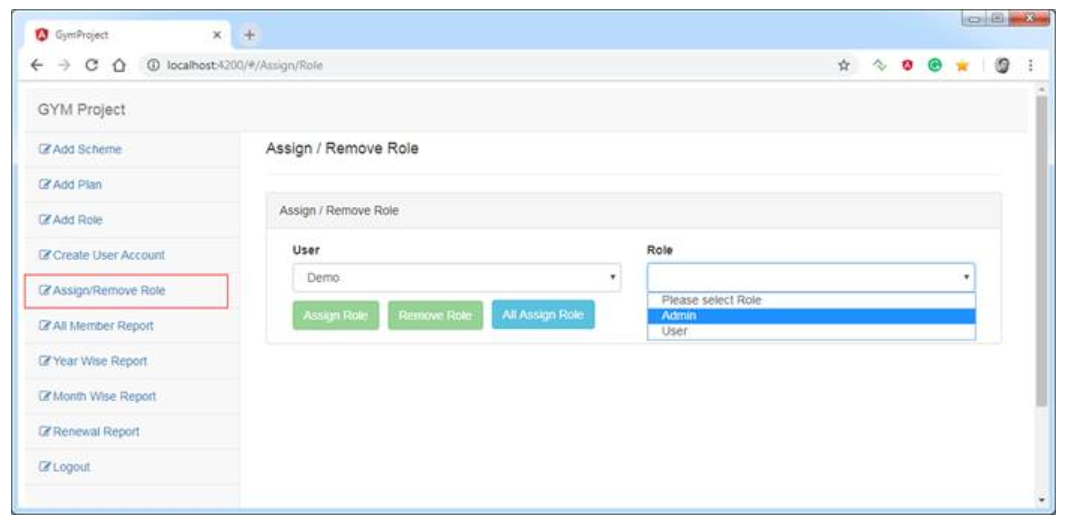 GymProject
localhost:4200/#/Assign/Role
GYM Project
Add Scheme
Add Plan
Add Role
Create User Account
Assign/Remove Role
All Member Report
Year Wise Report
Month Wise Report
Renewal Report
Logout
Assign / Remove Role
Assign / Remove Role
User
Role
Demo
Please select Role
Admin
User
Assign Role
Remove Role
All Assign Role